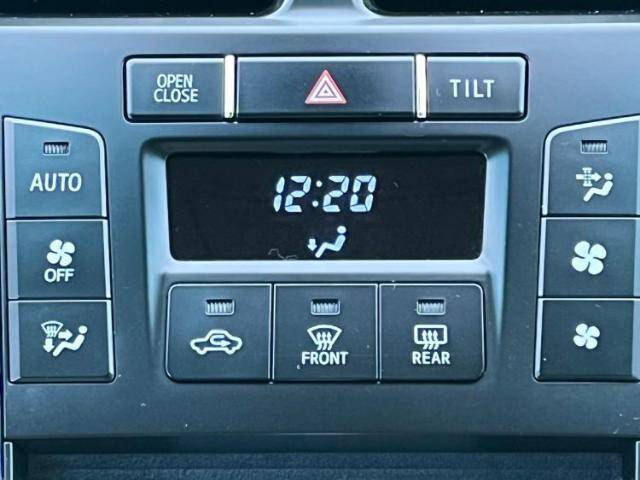 OPEN
CLOSE
TILT
AUTO
12:20
OFF
FRONT
REAR